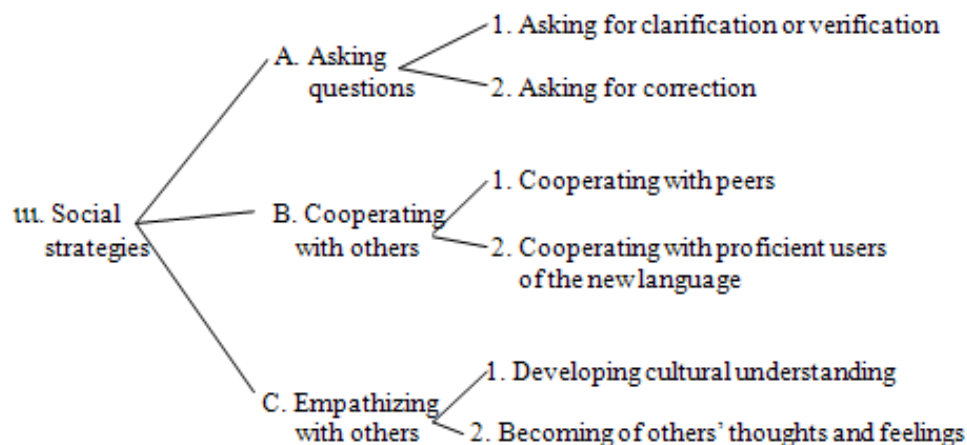 1. Asking for clarification or verification
A. Asking
questions
2. Asking for correction
1. Cooperating with peers
III. Social
strategies
B. Cooperating
with others
2. Cooperating with proficient users
of the new language
1. Developing cultural understanding
C. Empathizing
with others
2. Becoming of others' thoughts and feelings